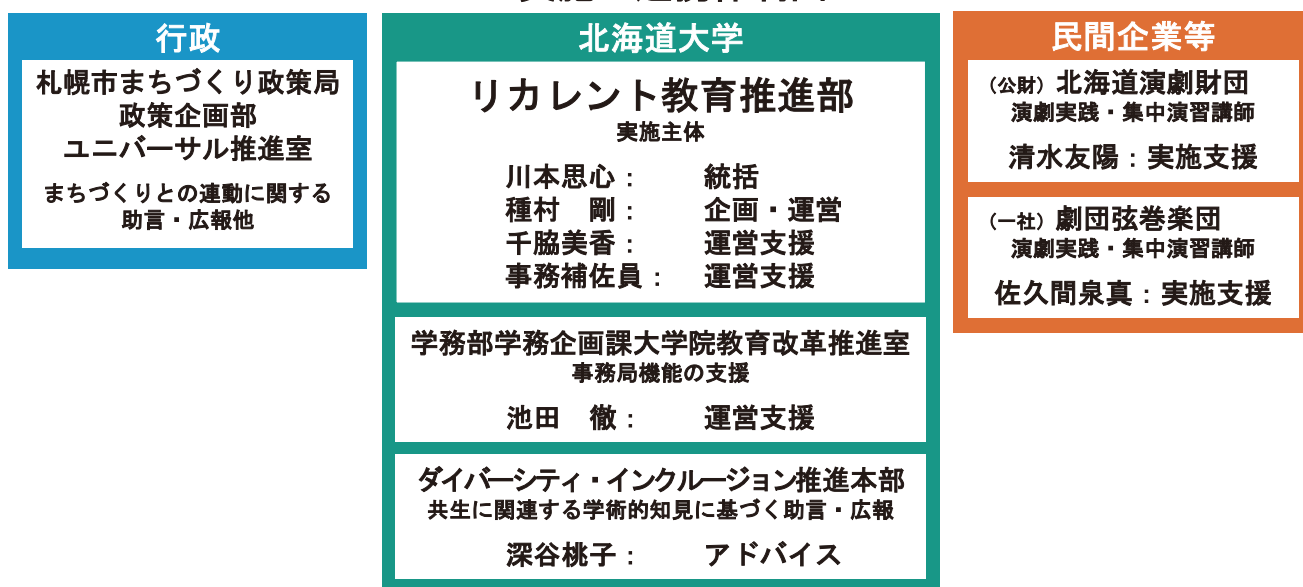 行政
札幌市まちづくり政策局
政策企画部
ユニバーサル推進室
まちづくりとの連動に関する
助言・広報他
北海道大学
リカレント教育推進部
実施主体
川本思心： 統括
種村　剛： 企画・運営
千脇美香： 運営支援
事務補佐員： 運営支援
学務部学務企画課大学院教育改革推進室
事務局機能の支援
池田　徹： 運営支援
ダイバーシティ・インクルージョン推進本部
共生に関連する学術的知見に基づく助言・広報
深谷桃子： アドバイス
民間企業等
（公財）北海道演劇財団
演劇実践・集中演習講師
清水友陽：実施支援
（一社）劇団弦巻楽団
演劇実践・集中演習講師
佐久間泉真：実施支援